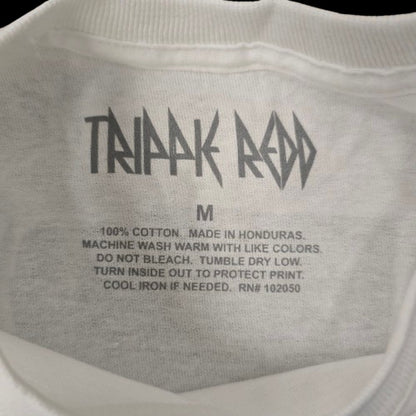 TRIPPIE REDD
M
100% COTTON. MADE IN HONDURAS.
MACHINE WASH WARM WITH LIKE COLORS.
DO NOT BLEACH. TUMBLE DRY LOW.
TURN INSIDE OUT TO PROTECT PRINT.
COOL IRON IF NEEDED. RN# 102050